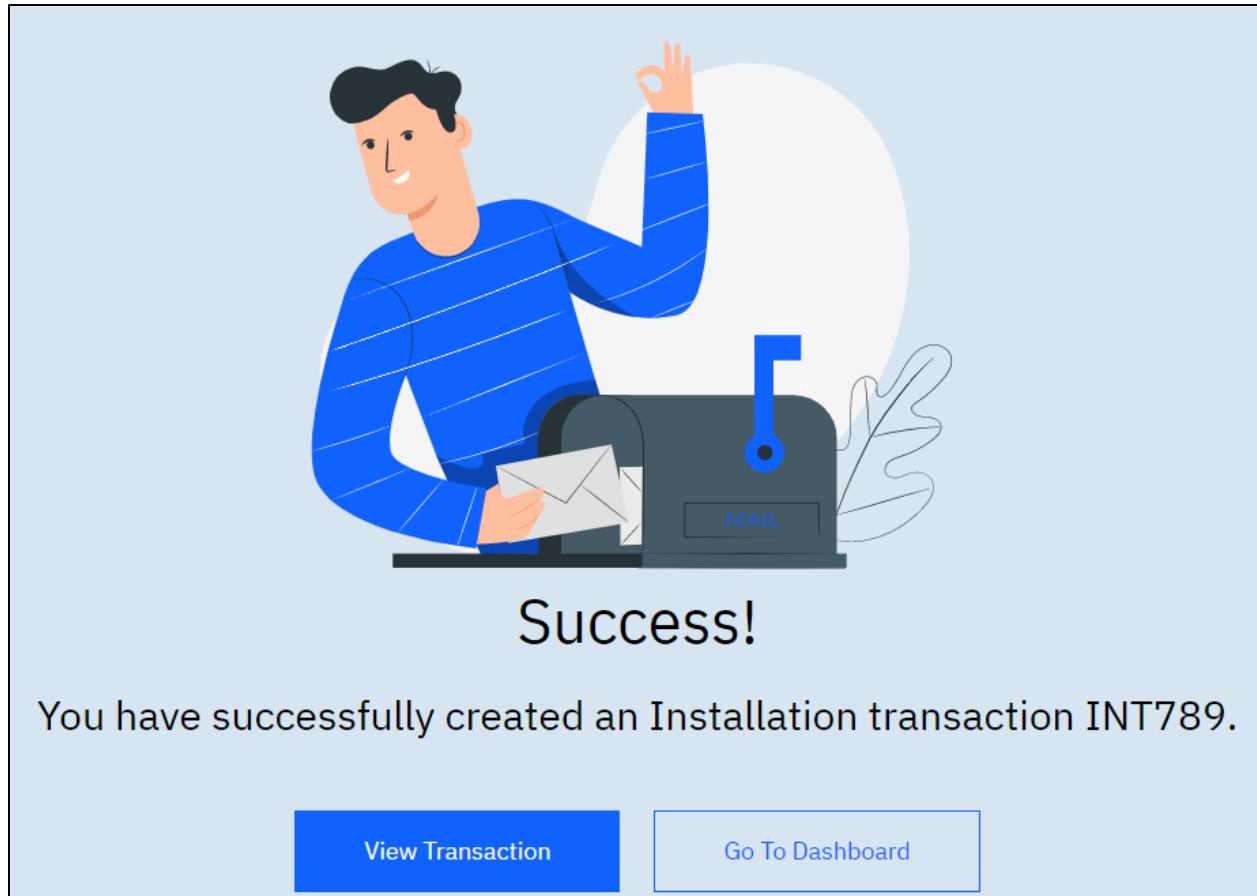 MAIL
Success!
You have successfully created an Installation transaction INT789.
View Transaction
Go To Dashboard